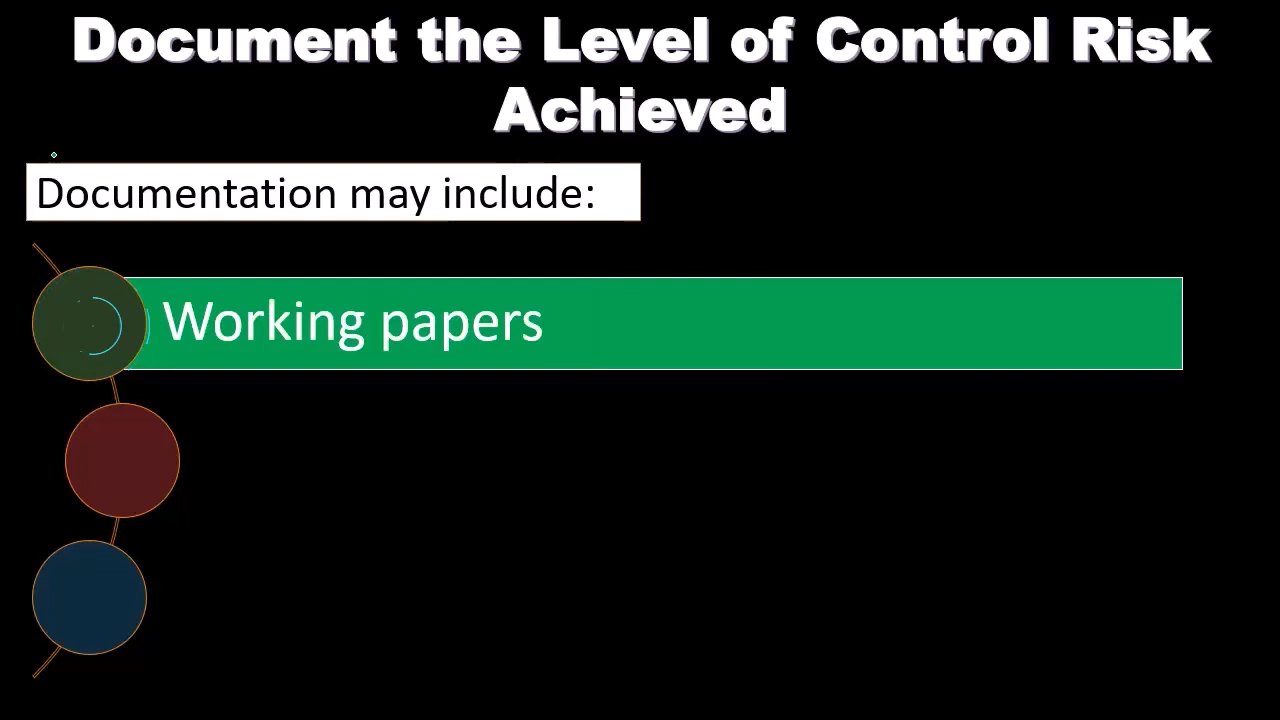 Document the Level of Control Risk
Achieved
Documentation may include:
Working papers